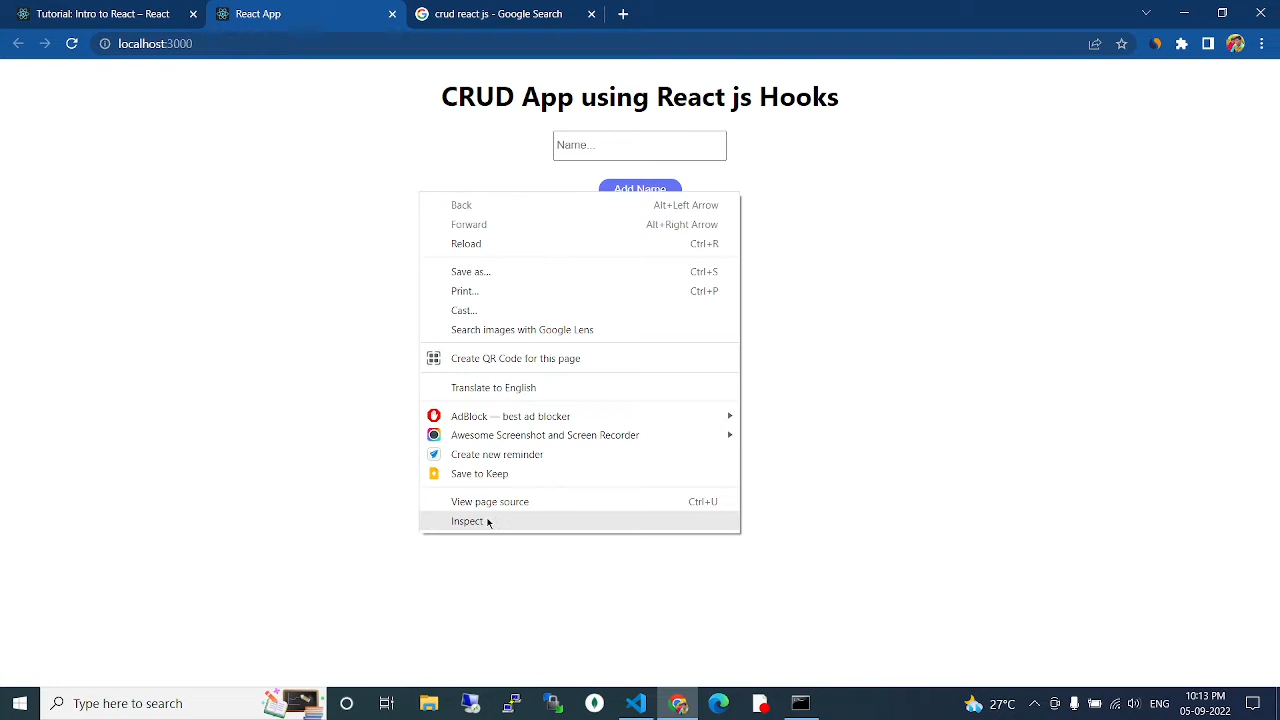 Tutorial: Intro to React – React
React App
crud react js - Google Search
localhost:3000
CRUD App using React js Hooks
Name...
Add Name
Back Alt+Left Arrow
Forward Alt+Right Arrow
Reload Ctrl+R
Save as... Ctrl+S
Print... Ctrl+P
Cast...
Search images with Google Lens
Create QR Code for this page
Translate to English
AdBlock — best ad blocker
Awesome Screenshot and Screen Recorder
Create new reminder
Save to Keep
View page source Ctrl+U
Inspect
Type here to search
10:13 PM
05-09-2022